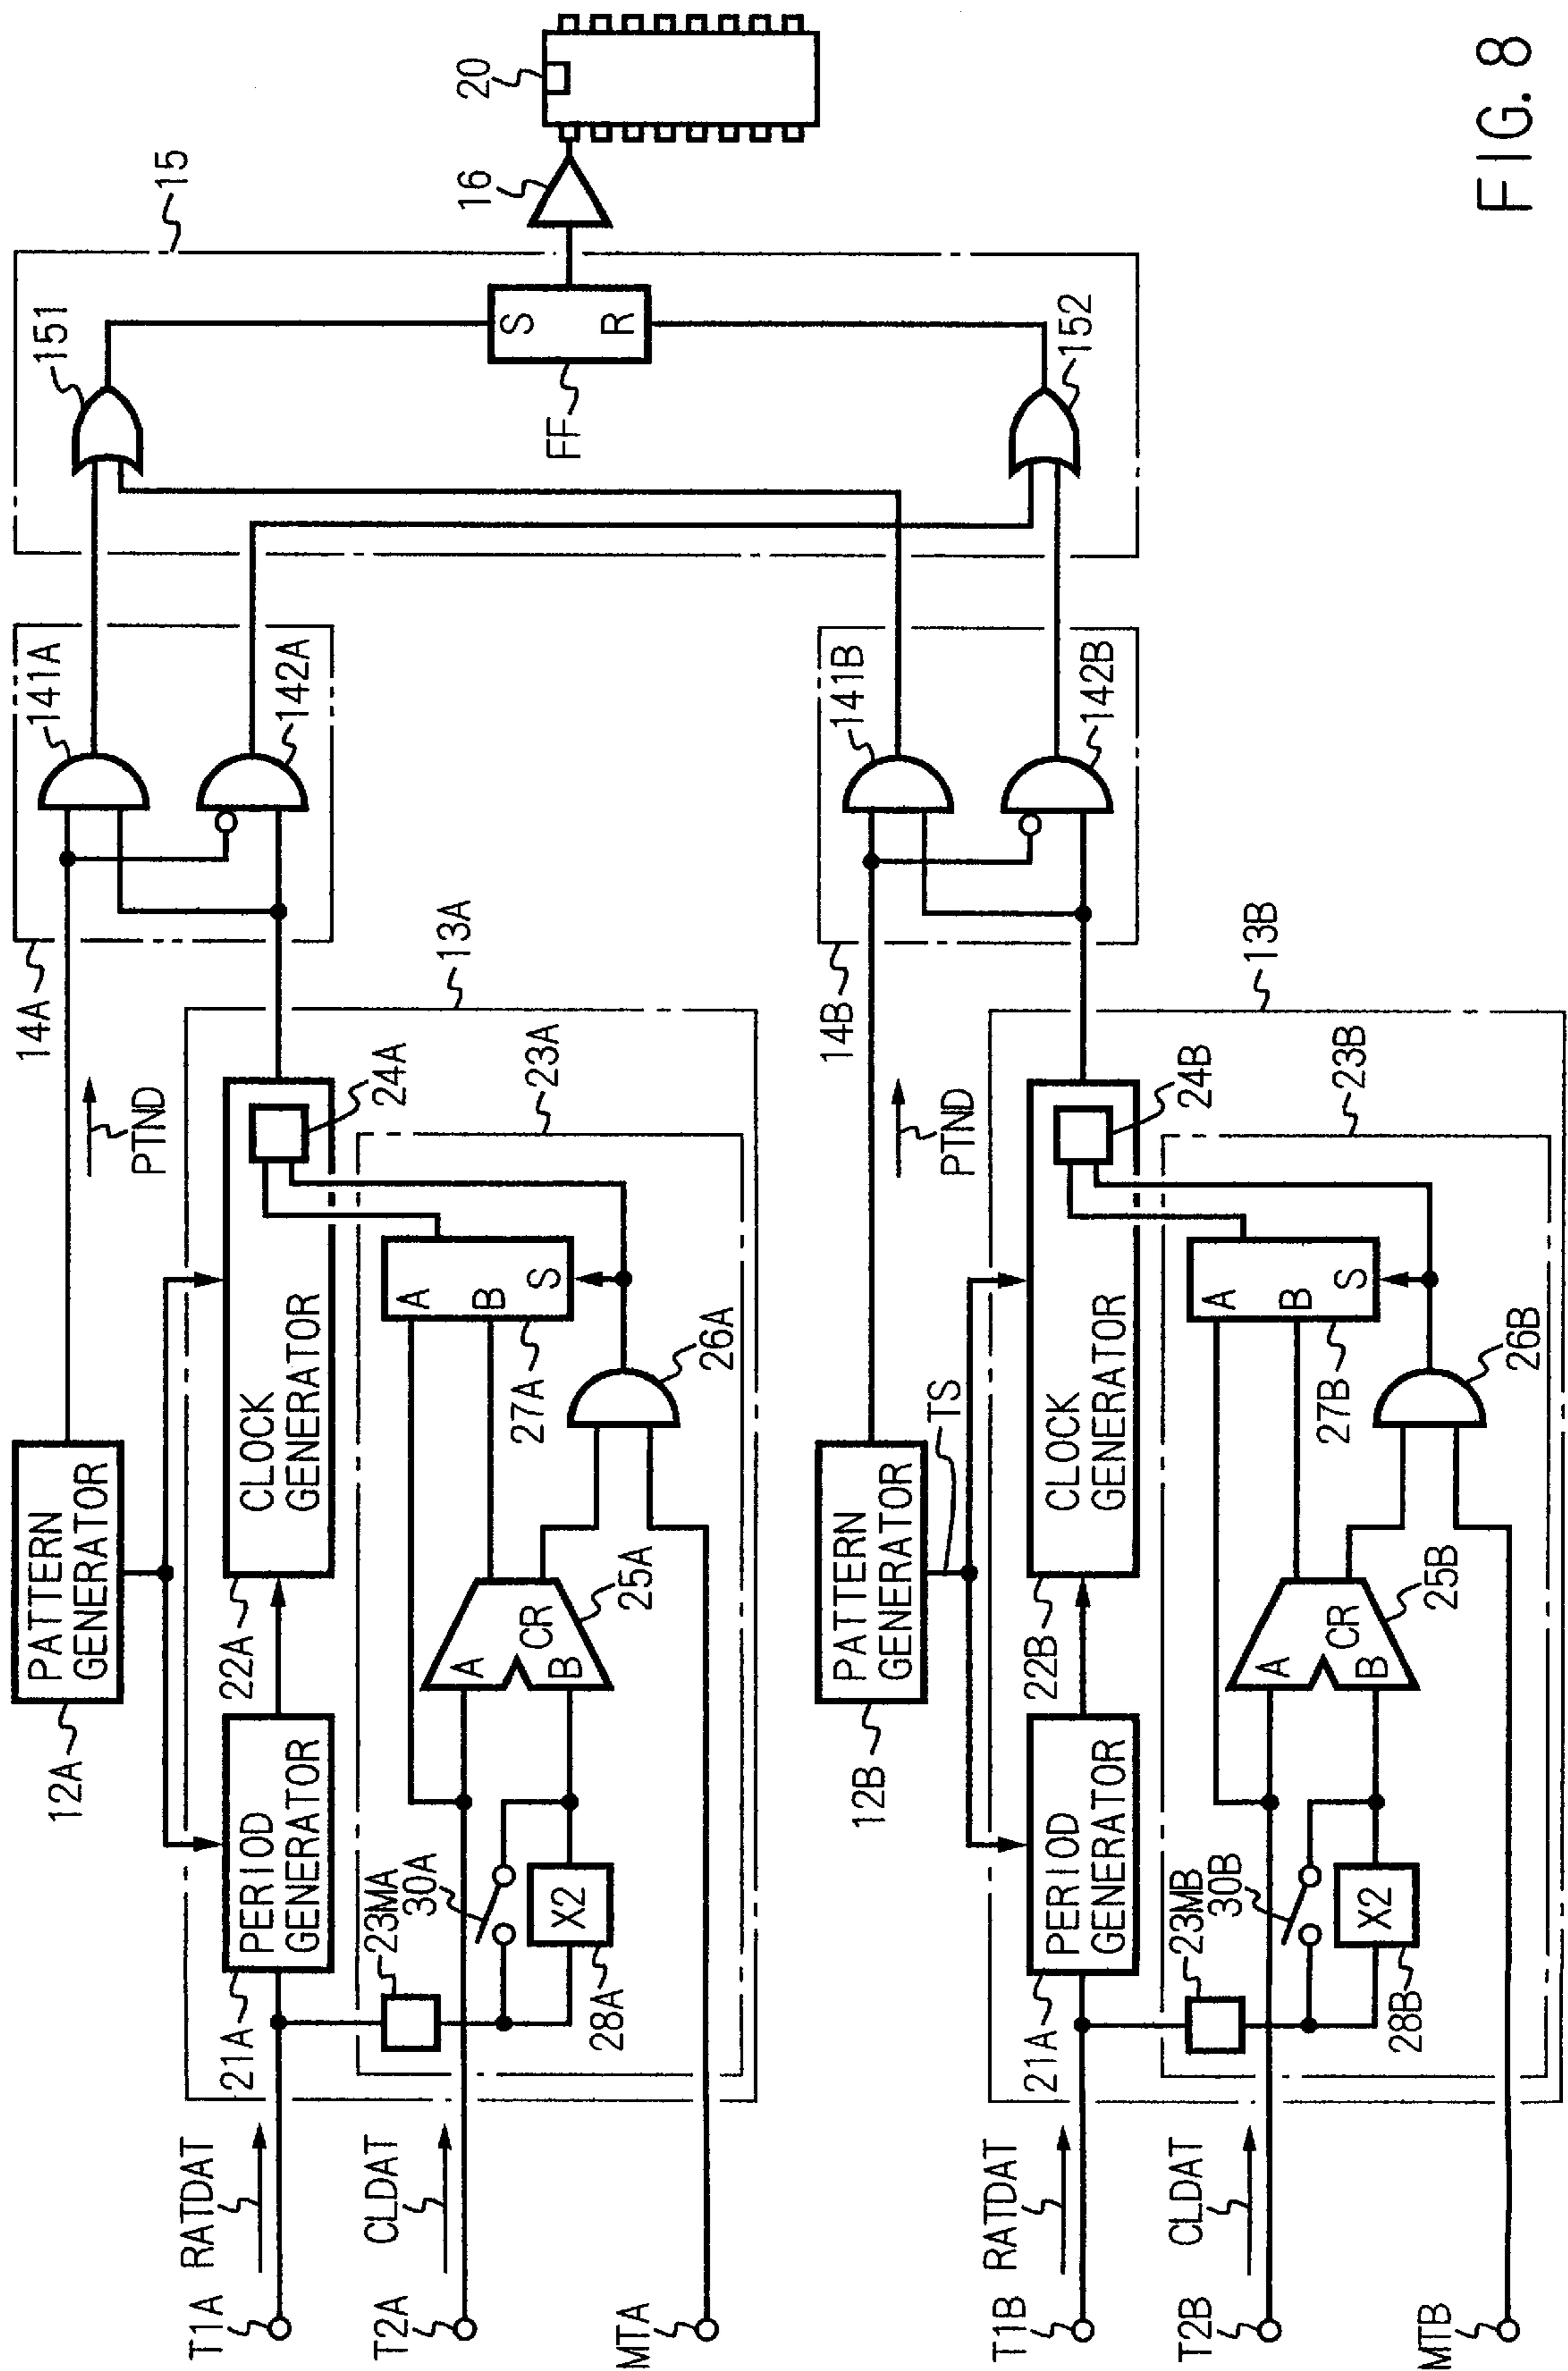 FIG. 8
12A
PATTERN
GENERATOR
PTND
14A
141A
142A
15
151
S
R
FF
152
16
20
T1A
RATDAT
21A
PERIOD
GENERATOR
22A
CLOCK
GENERATOR
24A
13A
T2A
CLDAT
23MA
30A
X2
28A
A
B
CR
25A
A
B
S
27A
26A
23A
MTA
12B
PATTERN
GENERATOR
TS
PTND
14B
141B
142B
T1B
RATDAT
21A
PERIOD
GENERATOR
22B
CLOCK
GENERATOR
24B
13B
T2B
CLDAT
23MB
30B
X2
28B
A
B
CR
25B
A
B
S
27B
26B
23B
MTB